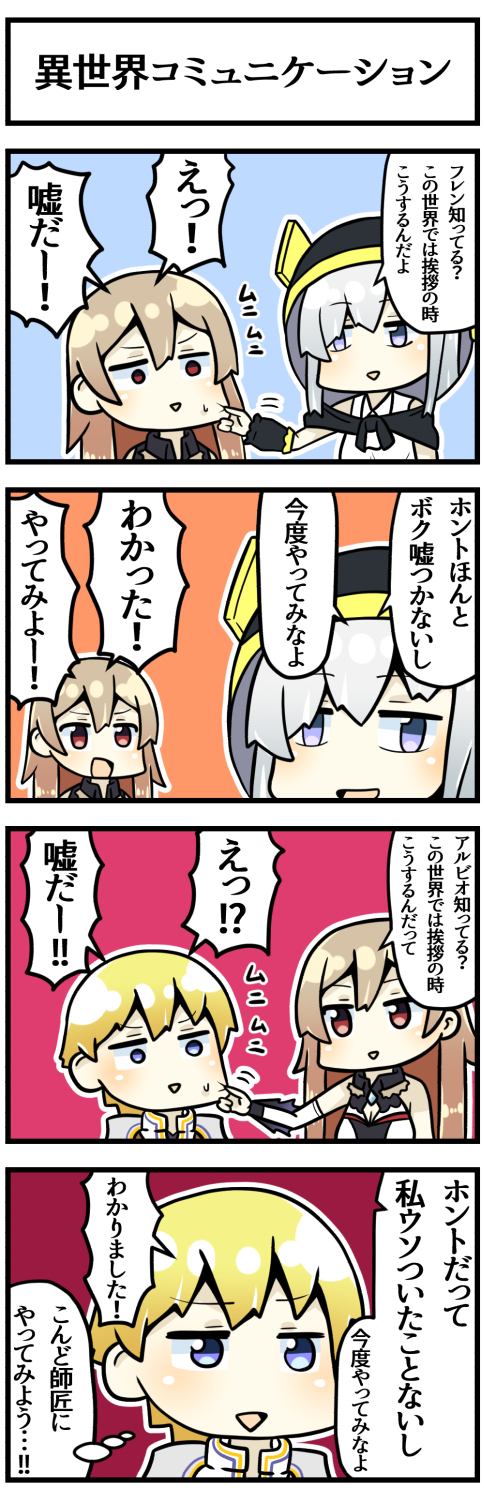 異世界コミュニケーション
フレン知ってる?
この世界では挨拶の時
こうするんだよ
えっ!
嘘だー!
ムニムニ
ホントほんと
ボク嘘つかないし
今度やってみなよ
わかった!
やってみよー!
アルビオ知ってる?
この世界では挨拶の時
こうするんだって
えっ!?
嘘だー!!
ムニムニ
ホントだって
私ウソついたことないし
今度やってみなよ
わかりました!
こんど師匠に
やってみよう…!!